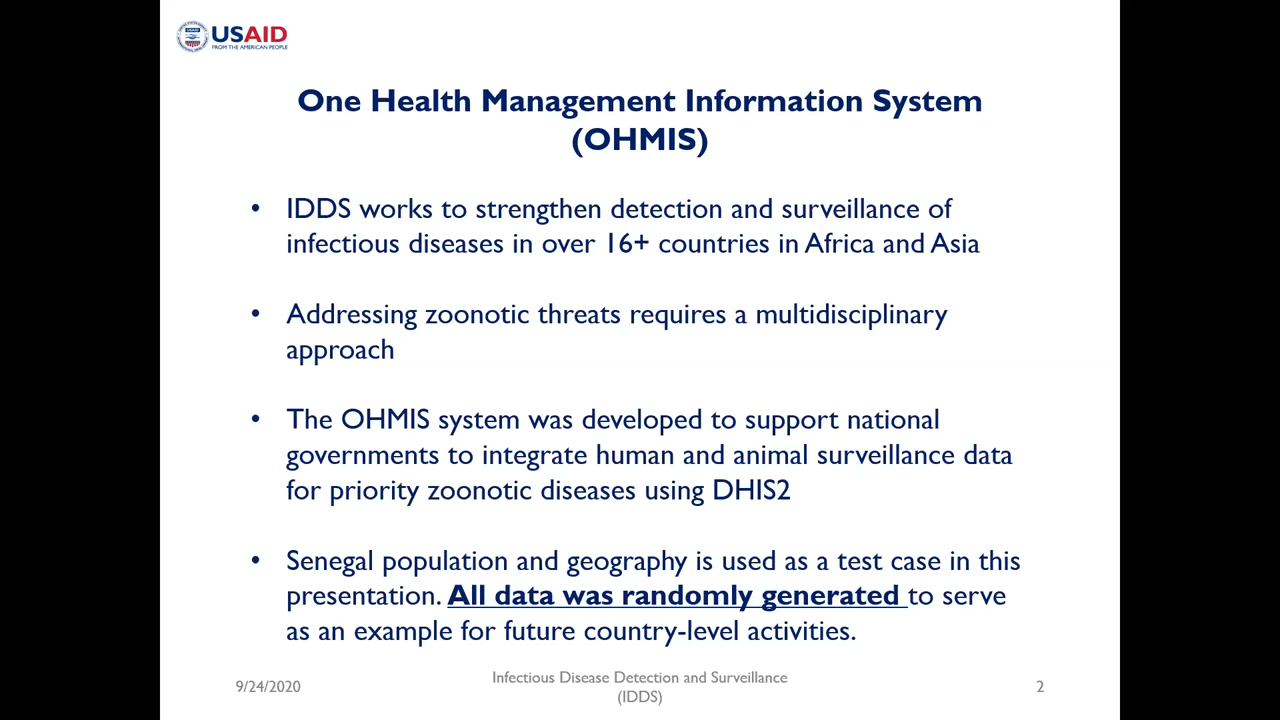 USAID
FROM THE AMERICAN PEOPLE
One Health Management Information System
(OHMIS)
• IDDS works to strengthen detection and surveillance of
infectious diseases in over 16+ countries in Africa and Asia
• Addressing zoonotic threats requires a multidisciplinary
approach
• The OHMIS system was developed to support national
governments to integrate human and animal surveillance data
for priority zoonotic diseases using DHIS2
• Senegal population and geography is used as a test case in this
presentation. All data was randomly generated to serve
as an example for future country-level activities.
9/24/2020
Infectious Disease Detection and Surveillance
(IDDS)
2